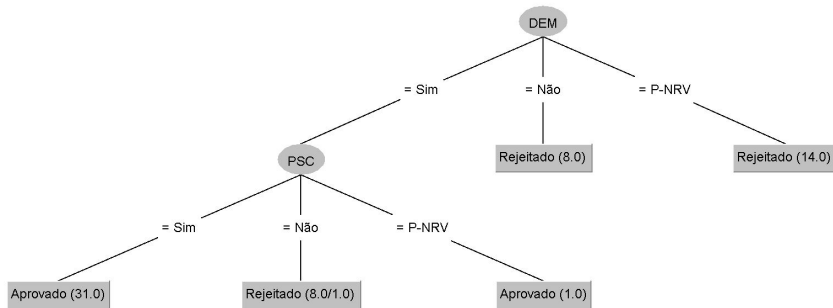 DEM
= Sim
= Não
= P-NRV
PSC
Rejeitado (8.0)
Rejeitado (14.0)
= Sim
= Não
= P-NRV
Aprovado (31.0)
Rejeitado (8.0/1.0)
Aprovado (1.0)